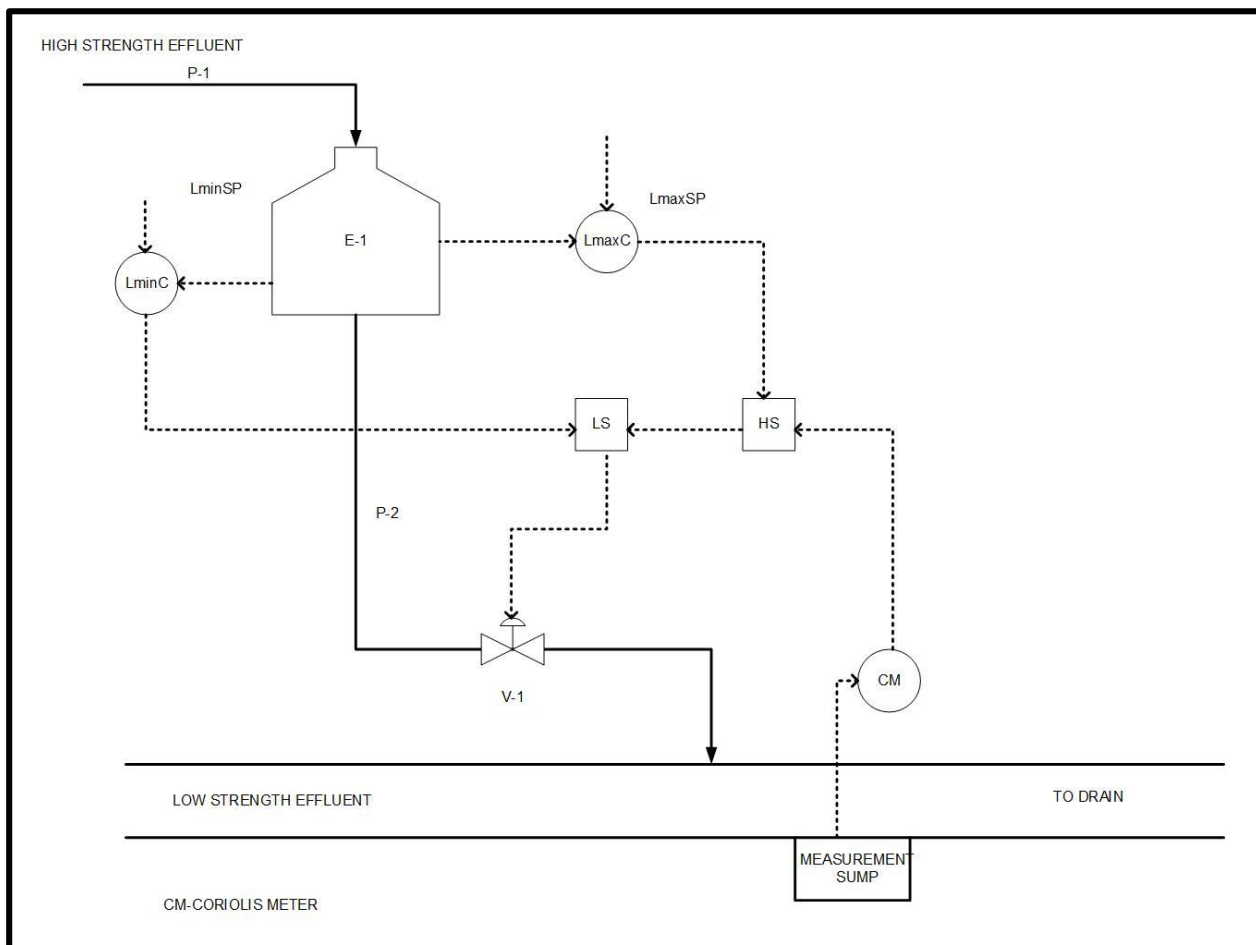 HIGH STRENGTH EFFLUENT
P-1
LminSP
LmaxSP
E-1
LmaxC
LminC
LS
HS
P-2
CM
V-1
LOW STRENGTH EFFLUENT
TO DRAIN
MEASUREMENT
SUMP
CM-CORIOLIS METER